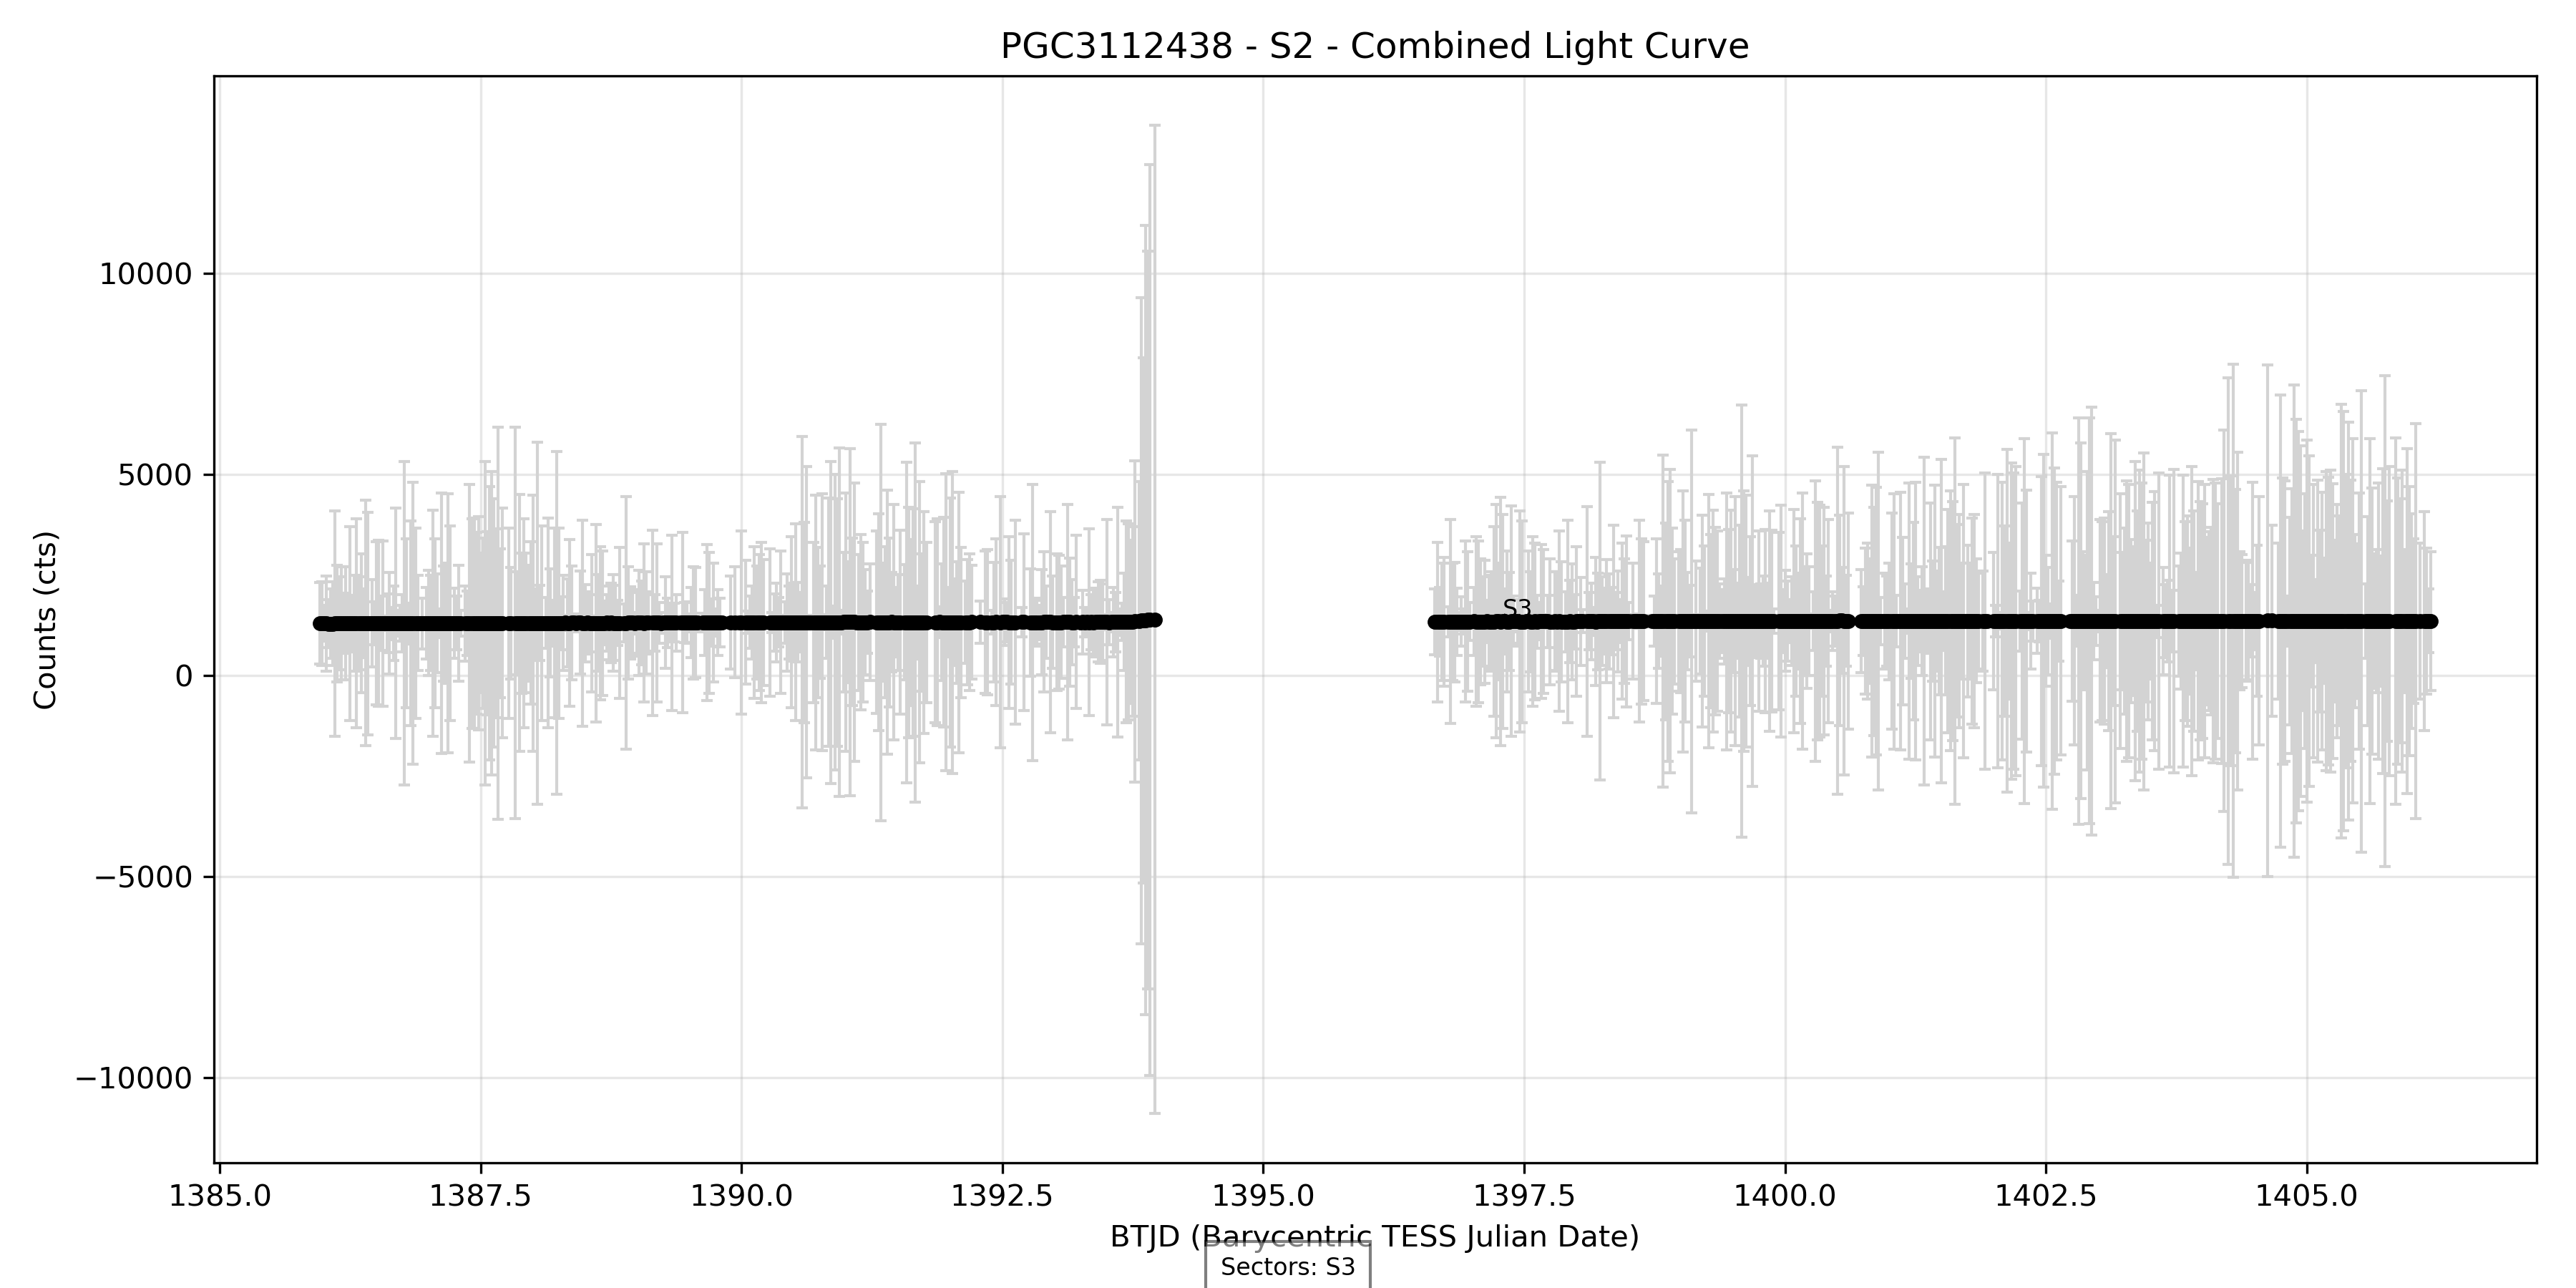 PGC3112438 - S2 - Combined Light Curve
Counts (cts)
10000
5000
0
−5000
−10000
S3
1385.0 1387.5 1390.0 1392.5 1395.0 1397.5 1400.0 1402.5 1405.0
BTJD (Barycentric TESS Julian Date)
Sectors: S3